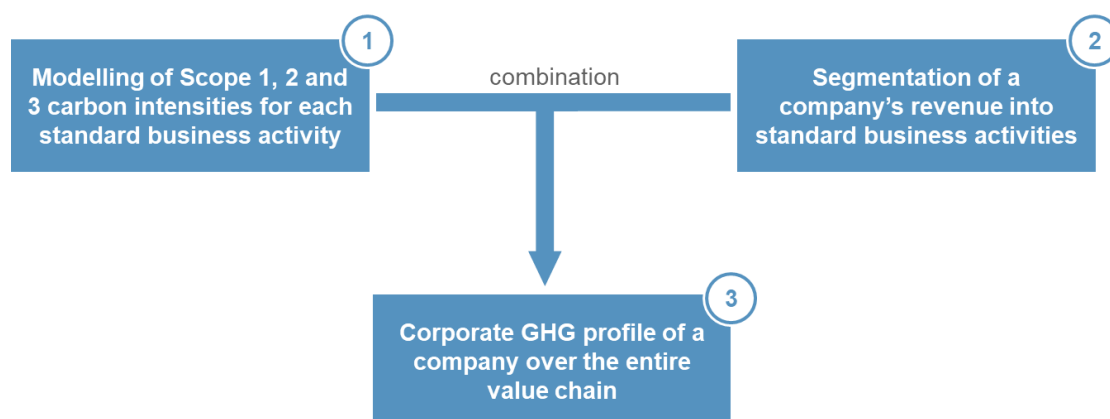 1
Modelling of Scope 1, 2 and
3 carbon intensities for each
standard business activity
combination
2
Segmentation of a
company's revenue into
standard business activities
3
Corporate GHG profile of a
company over the entire
value chain